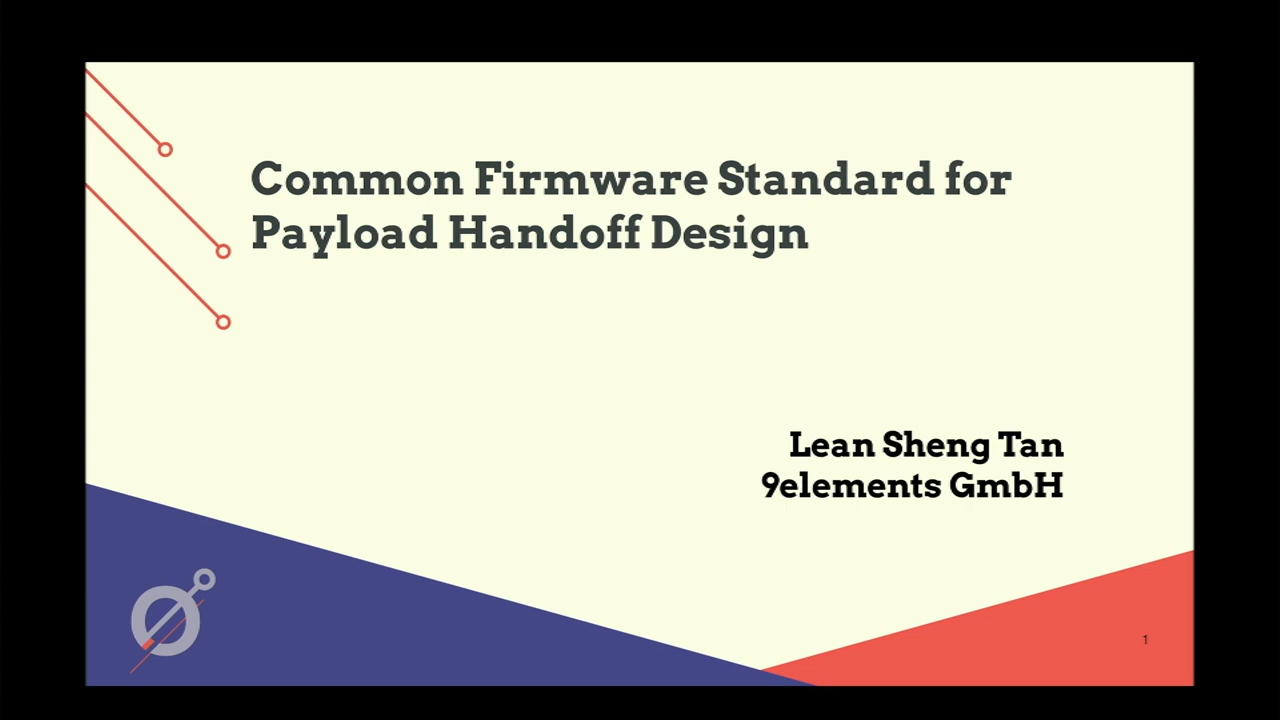 Common Firmware Standard for
Payload Handoff Design
Lean Sheng Tan
9elements GmbH
1